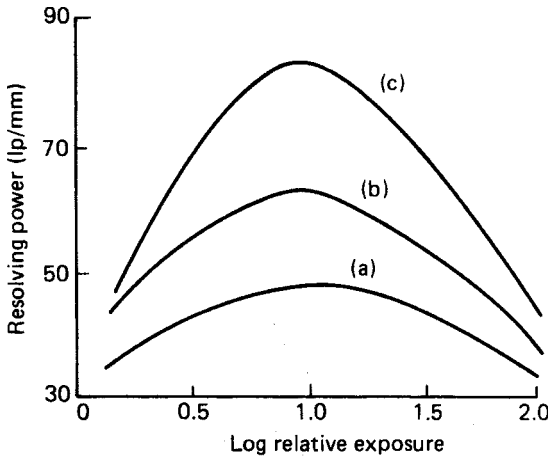 90
70
50
30
Resolving power (lp/mm)
(c)
(b)
(a)
0 0.5 1.0 1.5 2.0
Log relative exposure